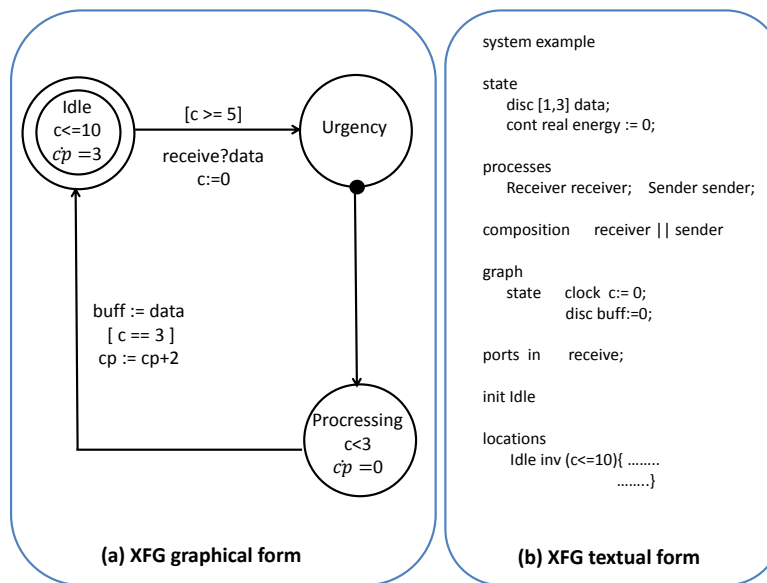 Idle
c<=10
ċp =3
[c >= 5]
receive?data
c:=0
Urgency
buff := data
[ c == 3 ]
cp := cp+2
Procressing
c<3
ċp =0
(a) XFG graphical form
system example
state
disc [1,3] data;
cont real energy := 0;
processes
Receiver receiver; Sender sender;
composition receiver || sender
graph
state clock c:= 0;
disc buff:=0;
ports in receive;
init Idle
locations
Idle inv (c<=10){ ........
........}
(b) XFG textual form